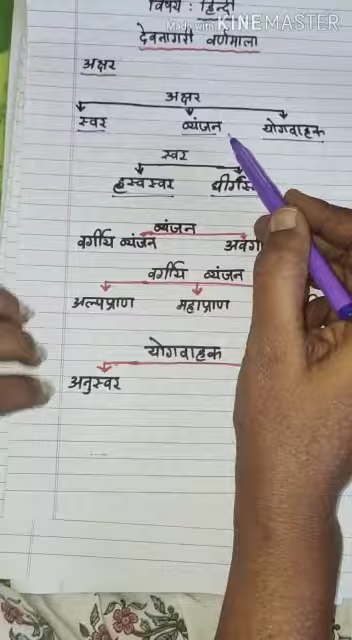 विषय : हिन्दी
Made with KINEMASTER
देवनागरी वर्णमाला
अक्षर
अक्षर
स्वर व्यंजन योगवाहक
स्वर
ह्रस्व स्वर
व्यंजन
वर्गीय व्यंजन
वर्गीय व्यंजन
अल्पप्राण महाप्राण
योगवाहक
अनुस्वर